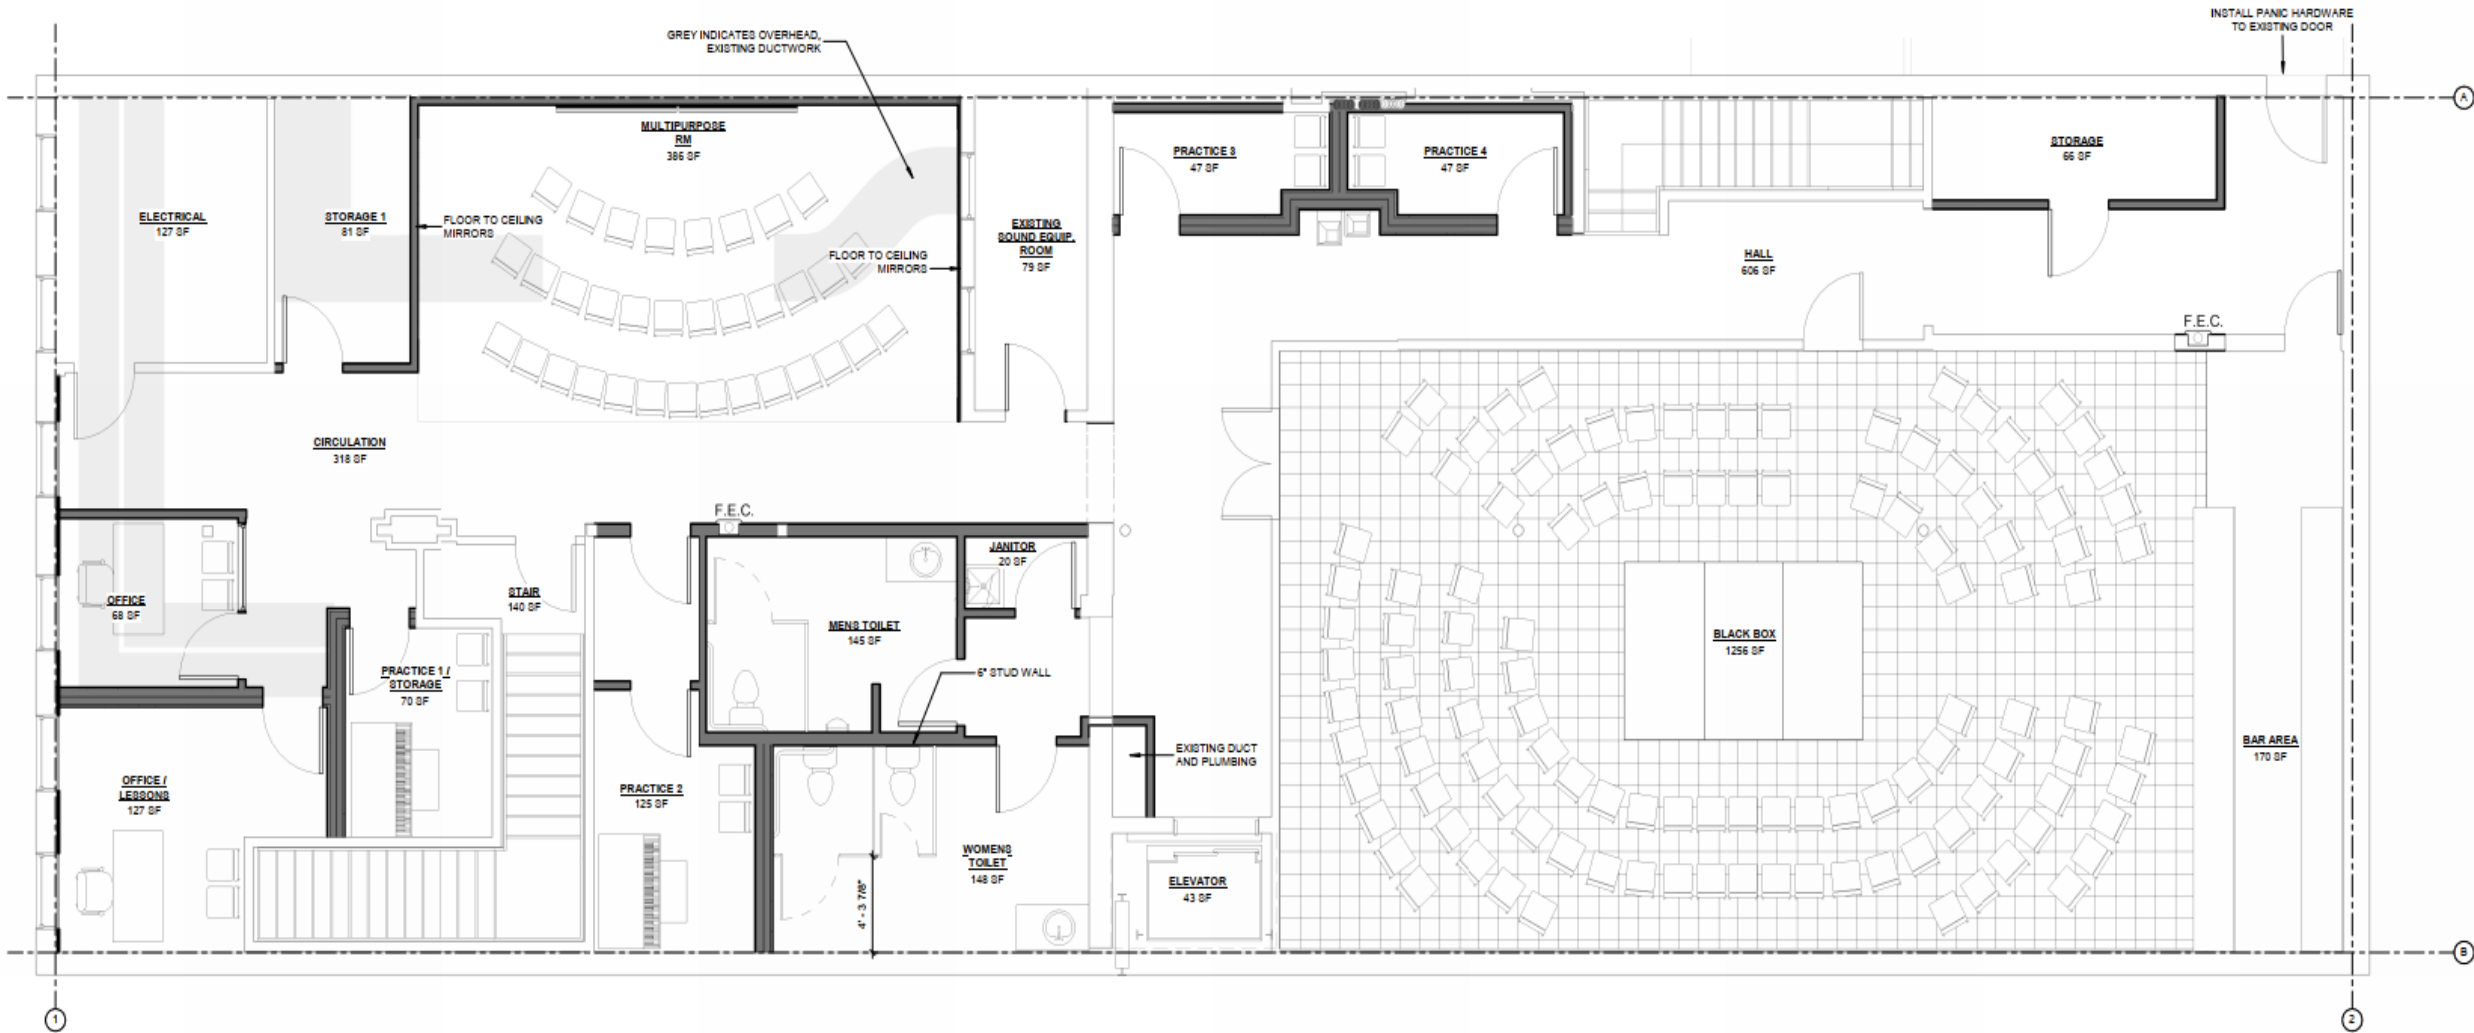 INSTALL PANIC HARDWARE
TO EXISTING DOOR
GREY INDICATES OVERHEAD,
EXISTING DUCTWORK
A
MULTIPURPOSE
RM
386 SF
PRACTICE 3
47 SF
PRACTICE 4
47 SF
STORAGE
66 SF
ELECTRICAL
127 SF
STORAGE 1
81 SF
FLOOR TO CEILING
MIRRORS
FLOOR TO CEILING
MIRRORS
EXISTING
SOUND EQUIP.
ROOM
79 SF
HALL
606 SF
F.E.C.
CIRCULATION
318 SF
F.E.C.
JANITOR
20 SF
OFFICE
68 SF
STAIR
140 SF
MENS TOILET
145 SF
BLACK BOX
1256 SF
PRACTICE 1 /
STORAGE
70 SF
6" STUD WALL
EXISTING DUCT
AND PLUMBING
BAR AREA
170 SF
OFFICE /
LESSONS
127 SF
PRACTICE 2
125 SF
WOMENS
TOILET
148 SF
4' - 3 7/8"
ELEVATOR
43 SF
B
1
2